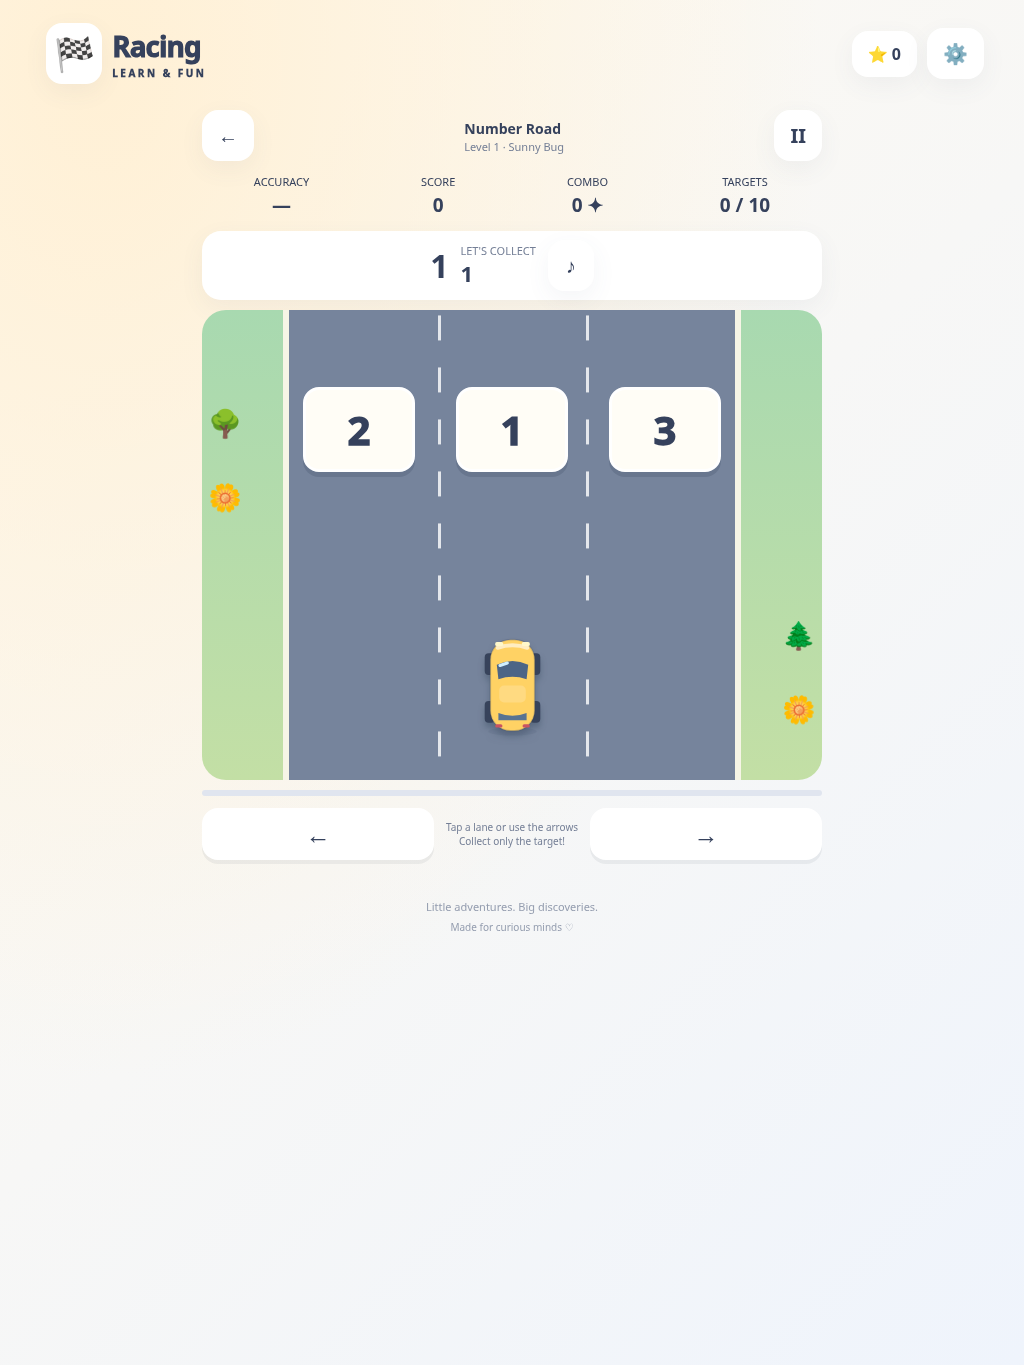 Racing
LEARN & FUN
⭐ 0
←
Number Road
Level 1 · Sunny Bug
II
ACCURACY
—
SCORE
0
COMBO
0 ✦
TARGETS
0 / 10
1
LET'S COLLECT
1
♪
2
1
3
←
Tap a lane or use the arrows
Collect only the target!
→
Little adventures. Big discoveries.
Made for curious minds ♡